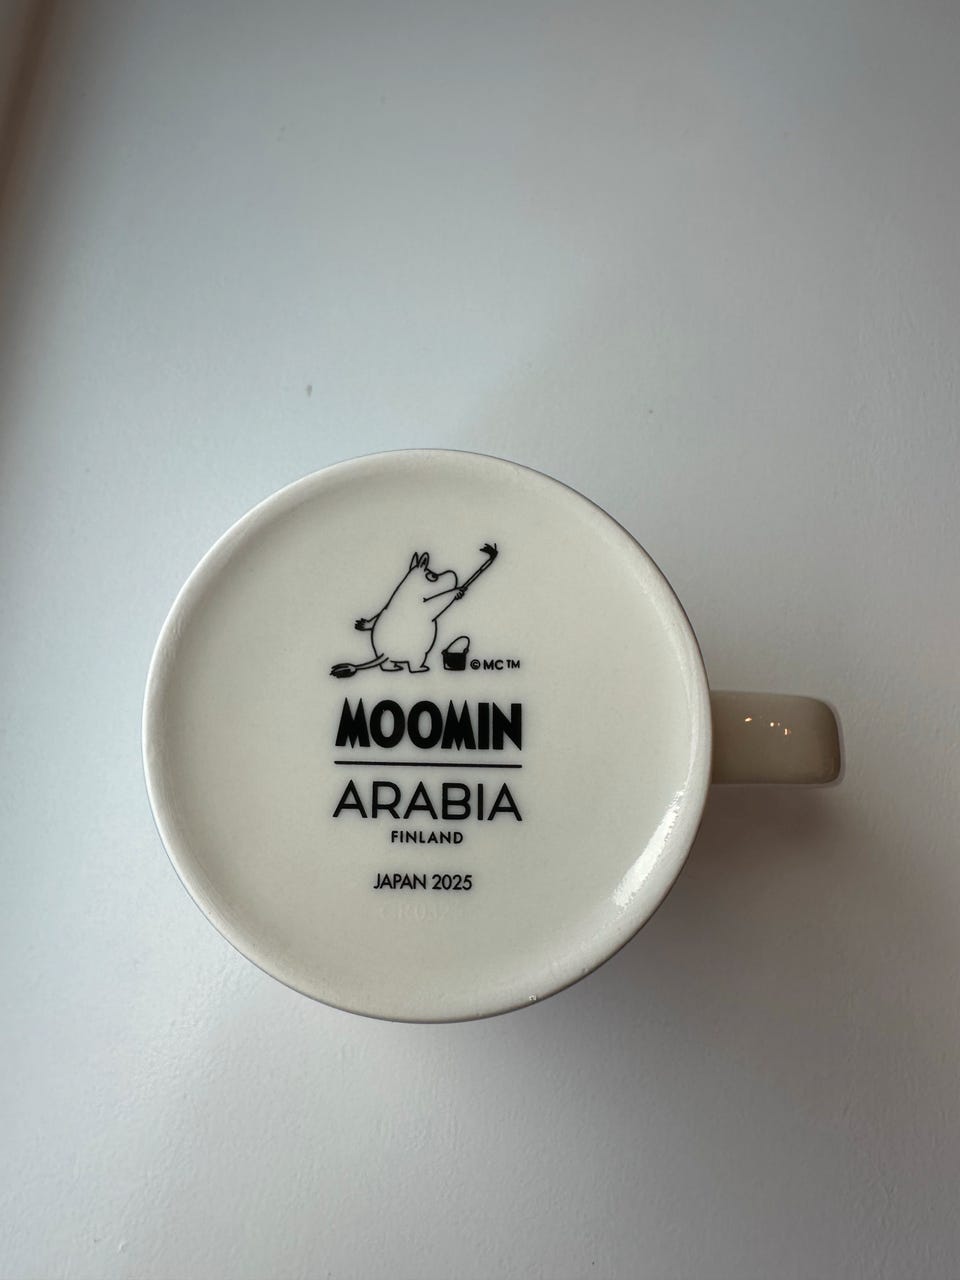 © MC ™
MOOMIN
ARABIA
FINLAND
JAPAN 2025